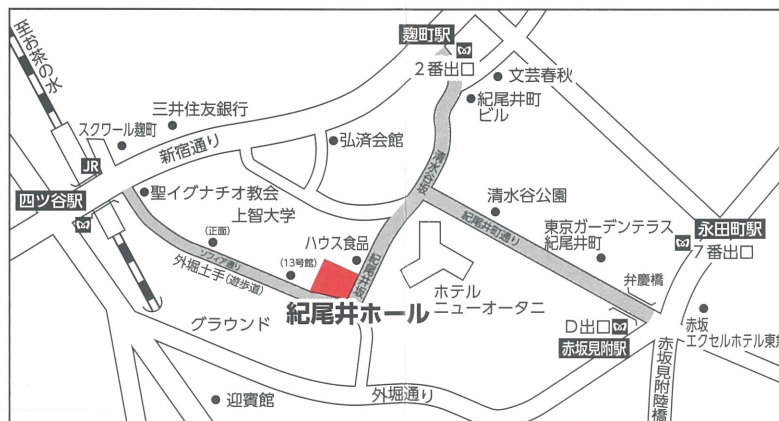 至お茶の水
麴町駅
2番出口
文芸春秋
紀尾井町
ビル
三井住友銀行
スクワール麴町
弘済会館
新宿通り
JR
四ツ谷駅
聖イグナチオ教会
上智大学
清水谷坂
清水谷公園
紀尾井町通り
東京ガーデンテラス
紀尾井町
永田町駅
7番出口
(正面)
ソフィア通り
外堀土手(遊歩道)
(13号館)
ハウス食品
紀尾井坂
弁慶橋
ホテル
ニューオータニ
紀尾井ホール
グラウンド
D出口
赤坂見附駅
赤坂
エクセルホテル東急
赤坂見附陸橋
外堀通り
迎賓館